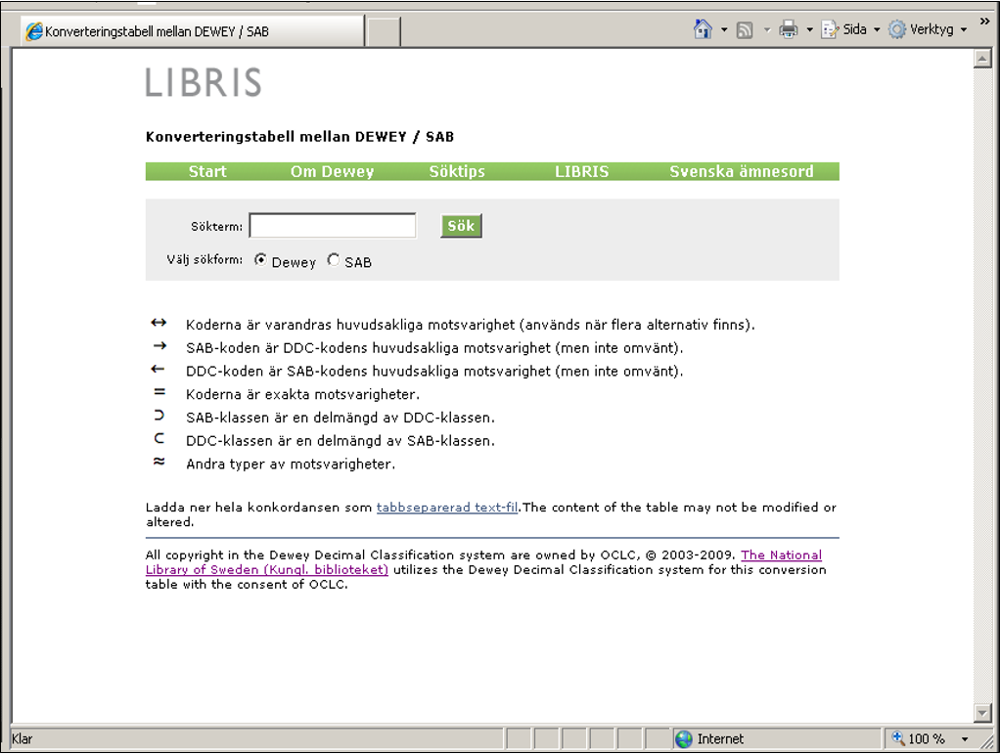 Konverteringstabell mellan DEWEY / SAB
Sida
Verktyg
»
LIBRIS
Konverteringstabell mellan DEWEY / SAB
Start Om Dewey Söktips LIBRIS Svenska ämnesord
Sökterm: Sök
Välj sökform: Dewey SAB
↔ Koderna är varandras huvudsakliga motsvarighet (används när flera alternativ finns).
→ SAB-koden är DDC-kodens huvudsakliga motsvarighet (men inte omvänt).
← DDC-koden är SAB-kodens huvudsakliga motsvarighet (men inte omvänt).
= Koderna är exakta motsvarigheter.
⊃ SAB-klassen är en delmängd av DDC-klassen.
⊂ DDC-klassen är en delmängd av SAB-klassen.
≈ Andra typer av motsvarigheter.
Ladda ner hela konkordansen som tabbseparerad text-fil.The content of the table may not be modified or
altered.
All copyright in the Dewey Decimal Classification system are owned by OCLC, © 2003-2009. The National
Library of Sweden (Kungl. biblioteket) utilizes the Dewey Decimal Classification system for this conversion
table with the consent of OCLC.
Klar Internet 100 %